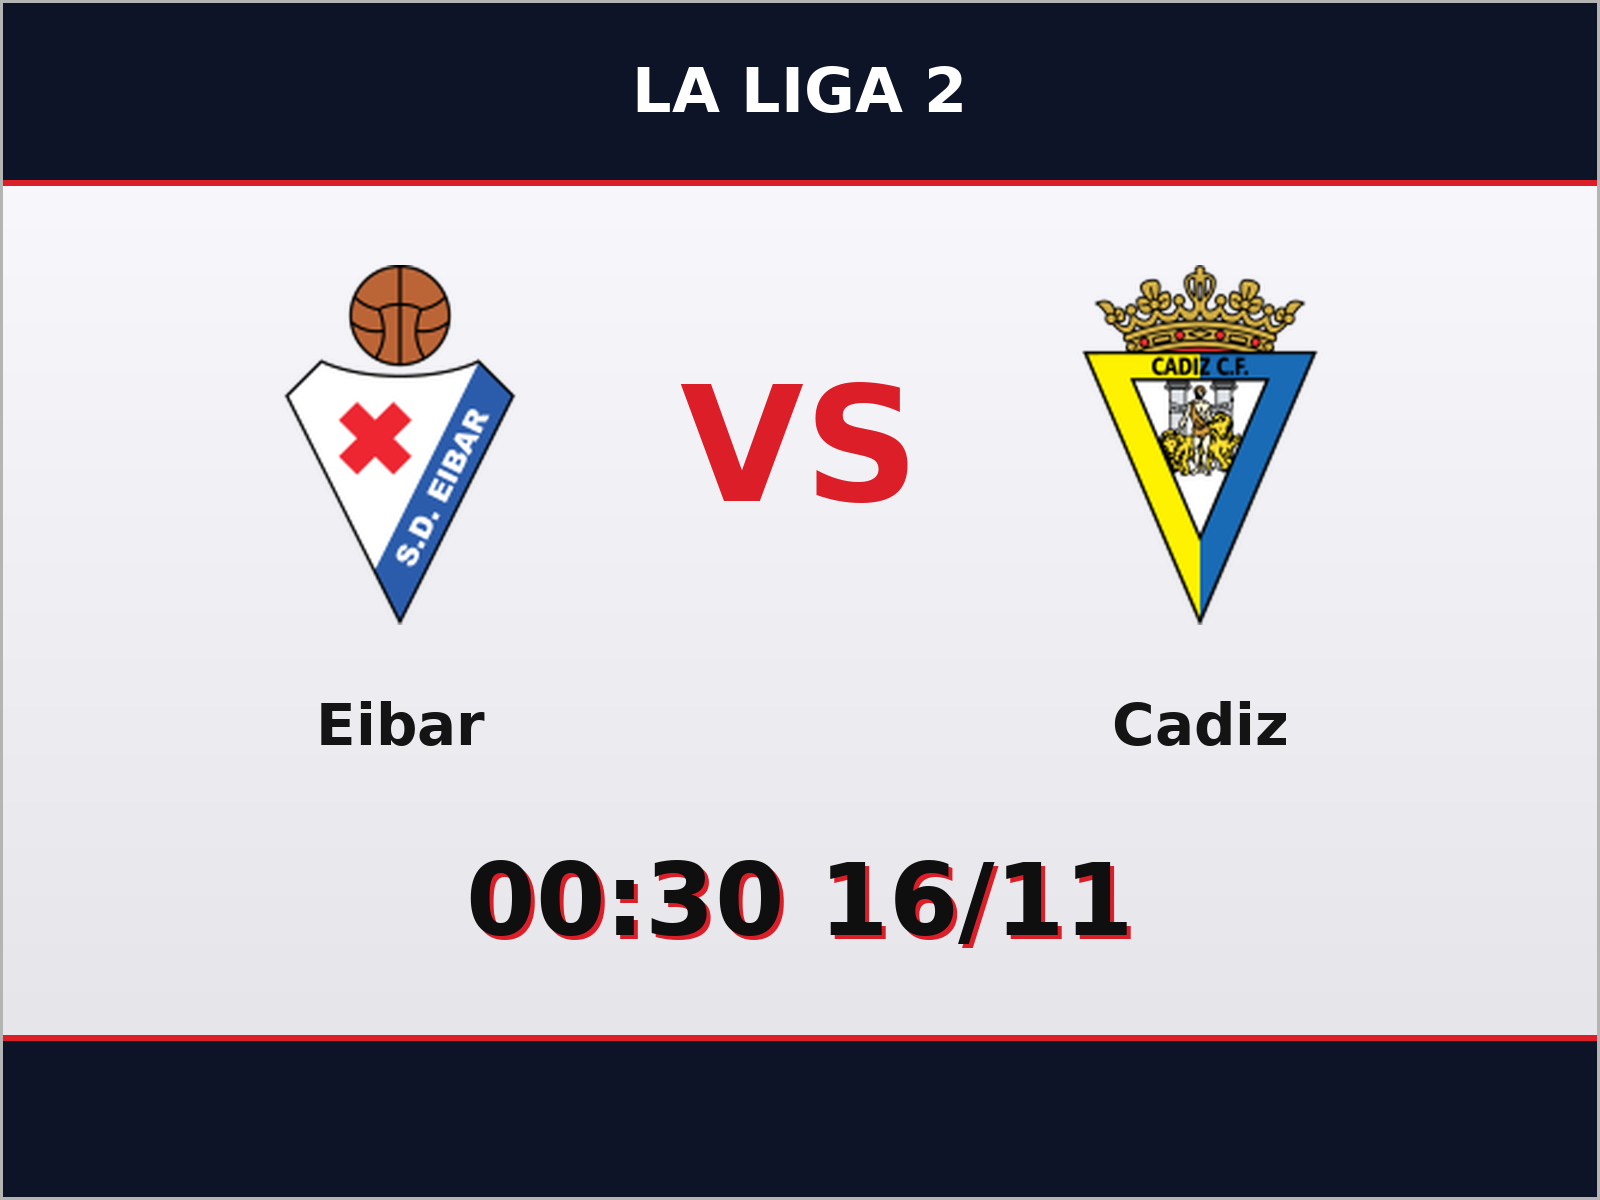 LA LIGA 2
S.D. EIBAR
VS
CADIZ C.F.
Eibar
Cadiz
00:30 16/11